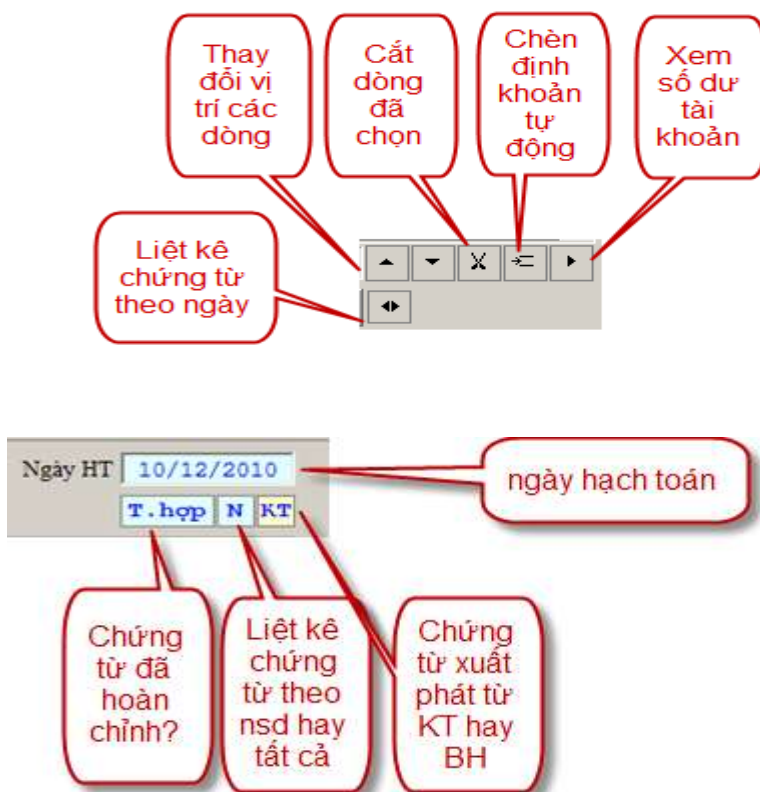 Thay
đổi vị
trí các
dòng
Cắt
dòng
đã
chọn
Chèn
định
khoản
tự
động
Xem
số dư
tài
khoản
Liệt kê
chứng từ
theo ngày
Ngày HT 10/12/2010
T.hợp N KT
ngày hạch toán
Chứng
từ đã
hoàn
chỉnh?
Liệt kê
chứng
từ theo
nsd hay
tất cả
Chứng
từ xuất
phát từ
KT hay
BH